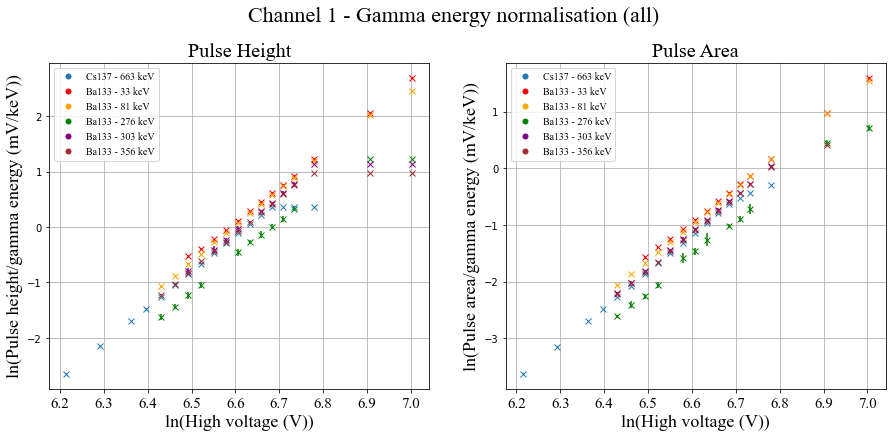 Channel 1 - Gamma energy normalisation (all)
Pulse Height
ln(Pulse height/gamma energy (mV/keV))
2
1
0
−1
−2
Cs137 - 663 keV
Ba133 - 33 keV
Ba133 - 81 keV
Ba133 - 276 keV
Ba133 - 303 keV
Ba133 - 356 keV
6.2 6.3 6.4 6.5 6.6 6.7 6.8 6.9 7.0
ln(High voltage (V))
Pulse Area
ln(Pulse area/gamma energy (mV/keV))
1
0
−1
−2
−3
Cs137 - 663 keV
Ba133 - 33 keV
Ba133 - 81 keV
Ba133 - 276 keV
Ba133 - 303 keV
Ba133 - 356 keV
6.2 6.3 6.4 6.5 6.6 6.7 6.8 6.9 7.0
ln(High voltage (V))